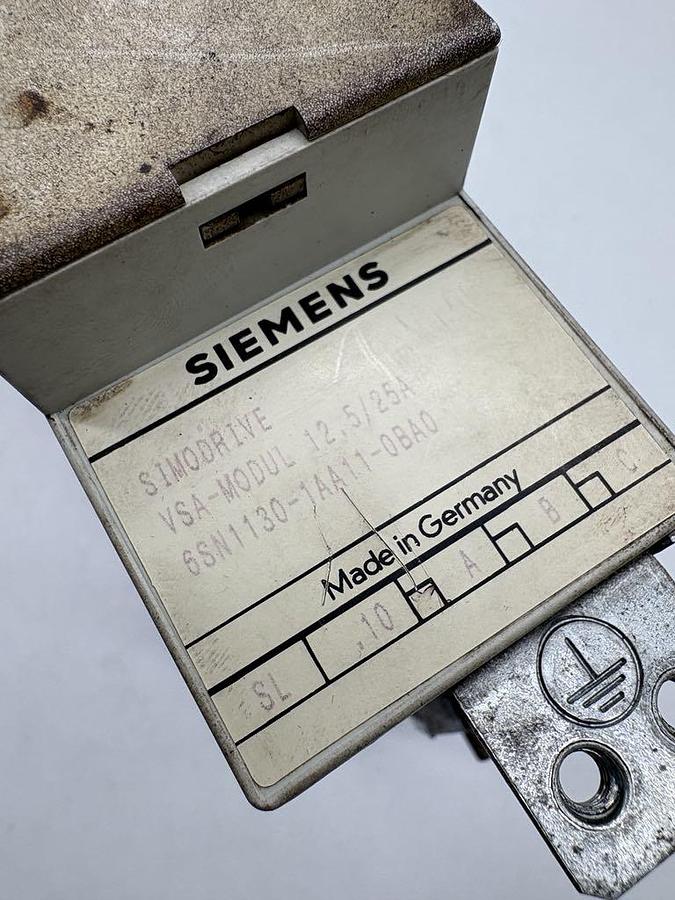 SIEMENS
SIMODRIVE
VSA-MODUL 12,5/25A
6SN1130-1AA11-0BA0
Made in Germany
SL .10 A B C